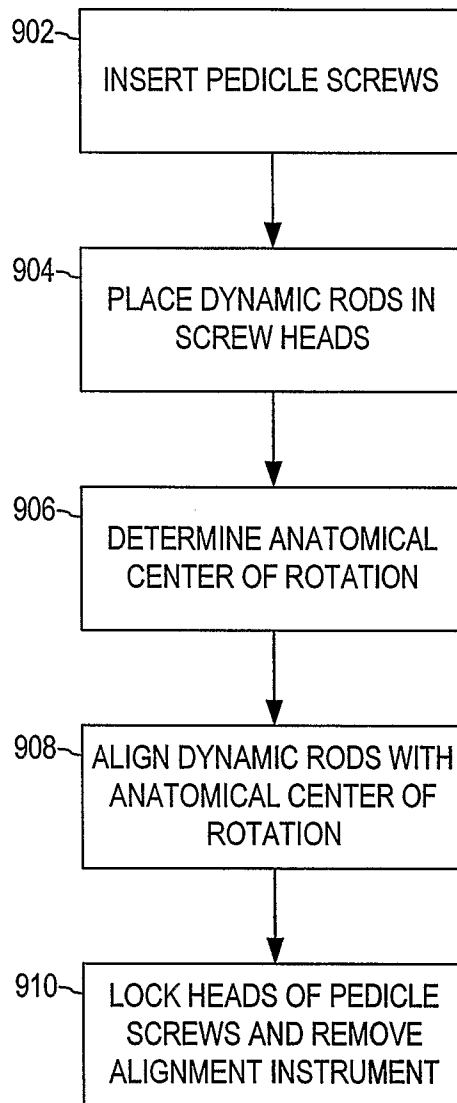 902
INSERT PEDICLE SCREWS
904
PLACE DYNAMIC RODS IN
SCREW HEADS
906
DETERMINE ANATOMICAL
CENTER OF ROTATION
908
ALIGN DYNAMIC RODS WITH
ANATOMICAL CENTER OF
ROTATION
910
LOCK HEADS OF PEDICLE
SCREWS AND REMOVE
ALIGNMENT INSTRUMENT